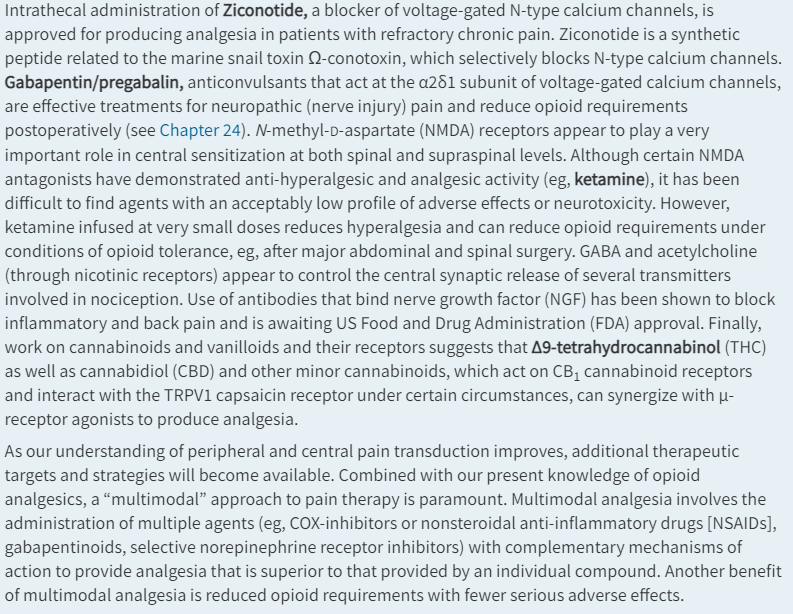 Intrathecal administration of Ziconotide, a blocker of voltage-gated N-type calcium channels, is
approved for producing analgesia in patients with refractory chronic pain. Ziconotide is a synthetic
peptide related to the marine snail toxin Ω-conotoxin, which selectively blocks N-type calcium channels.
Gabapentin/pregabalin, anticonvulsants that act at the α2δ1 subunit of voltage-gated calcium channels,
are effective treatments for neuropathic (nerve injury) pain and reduce opioid requirements
postoperatively (see Chapter 24). N-methyl-D-aspartate (NMDA) receptors appear to play a very
important role in central sensitization at both spinal and supraspinal levels. Although certain NMDA
antagonists have demonstrated anti-hyperalgesic and analgesic activity (eg, ketamine), it has been
difficult to find agents with an acceptably low profile of adverse effects or neurotoxicity. However,
ketamine infused at very small doses reduces hyperalgesia and can reduce opioid requirements under
conditions of opioid tolerance, eg, after major abdominal and spinal surgery. GABA and acetylcholine
(through nicotinic receptors) appear to control the central synaptic release of several transmitters
involved in nociception. Use of antibodies that bind nerve growth factor (NGF) has been shown to block
inflammatory and back pain and is awaiting US Food and Drug Administration (FDA) approval. Finally,
work on cannabinoids and vanilloids and their receptors suggests that Δ9-tetrahydrocannabinol (THC)
as well as cannabidiol (CBD) and other minor cannabinoids, which act on CB₁ cannabinoid receptors
and interact with the TRPV1 capsaicin receptor under certain circumstances, can synergize with μ-
receptor agonists to produce analgesia.
As our understanding of peripheral and central pain transduction improves, additional therapeutic
targets and strategies will become available. Combined with our present knowledge of opioid
analgesics, a “multimodal” approach to pain therapy is paramount. Multimodal analgesia involves the
administration of multiple agents (eg, COX-inhibitors or nonsteroidal anti-inflammatory drugs [NSAIDs],
gabapentinoids, selective norepinephrine receptor inhibitors) with complementary mechanisms of
action to provide analgesia that is superior to that provided by an individual compound. Another benefit
of multimodal analgesia is reduced opioid requirements with fewer serious adverse effects.